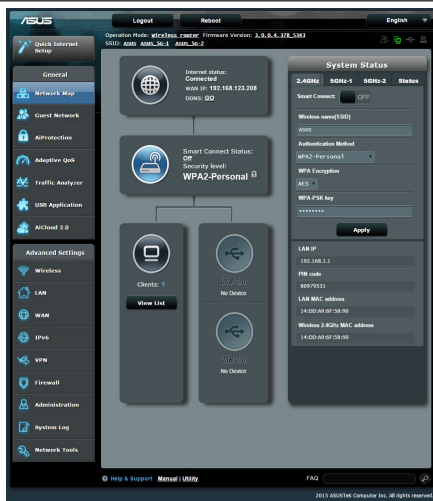 ASUS
Logout
Reboot
English
Operation Mode: Wireless router Firmware Version: 3.0.0.4_378_5343
SSID: ASUS ASUS_5G-1 ASUS_5G-2
Quick Internet
Setup
General
Network Map
Guest Network
AiProtection
Adaptive QoS
Traffic Analyzer
USB Application
AiCloud 2.0
Advanced Settings
Wireless
LAN
WAN
IPv6
VPN
Firewall
Administration
System Log
Network Tools
Internet status:
Connected
WAN IP: 192.168.123.208
DDNS: GO
Smart Connect Status:
Off
Security level:
WPA2-Personal
Clients: 1
View List
No Device
No Device
System Status
2.4GHz 5GHz-1 5GHz-2 Status
Smart Connect: OFF
Wireless name(SSID)
ASUS
Authentication Method
WPA2-Personal
WPA Encryption
AES
WPA-PSK key
••••••••
Apply
LAN IP
192.168.1.1
PIN code
80979531
LAN MAC address
14:DD:A9:6F:58:90
Wireless 2.4GHz MAC address
14:DD:A9:6F:58:90
Help & Support Manual | Utility
FAQ
2015 ASUSTeK Computer Inc. All rights reserved.